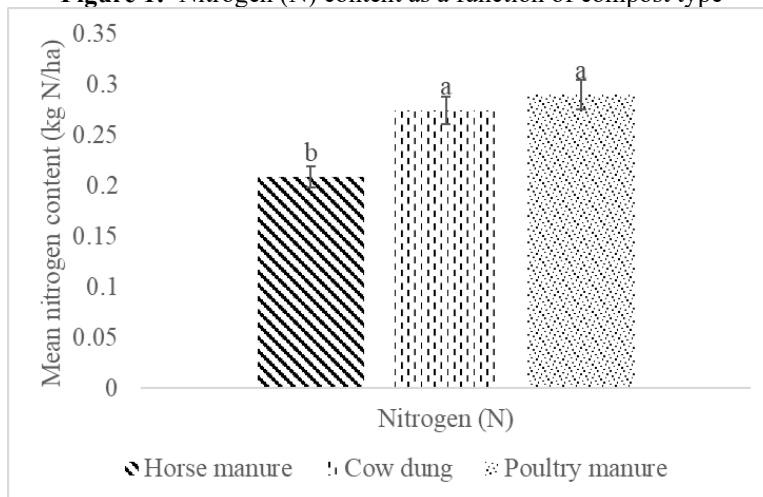 Figure 1: Nitrogen (N) content as a function of compost type
Mean nitrogen content (kg N/ha)
0.35
0.3
0.25
0.2
0.15
0.1
0.05
0
b
a
a
Nitrogen (N)
Horse manure Cow dung Poultry manure